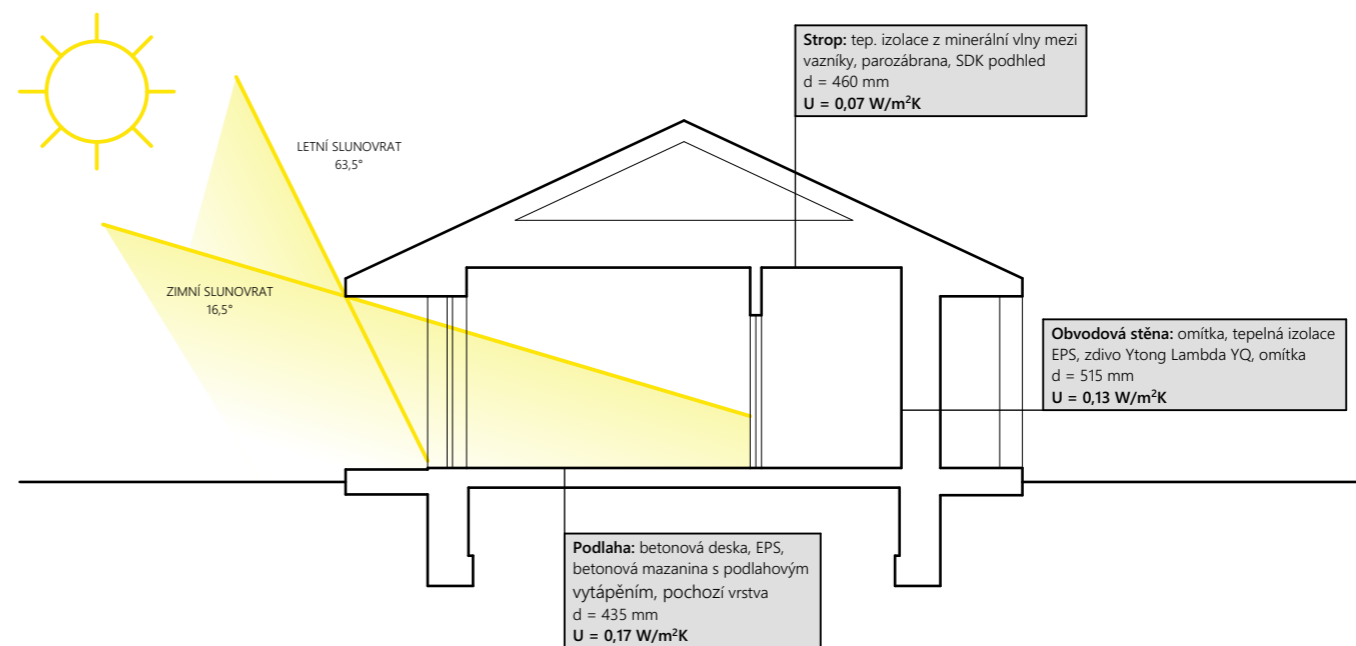 Strop: tep. izolace z minerální vlny mezi
vazníky, parozábrana, SDK podhled
d = 460 mm
U = 0,07 W/m²K
LETNÍ SLUNOVRAT
63,5°
ZIMNÍ SLUNOVRAT
16,5°
Obvodová stěna: omítka, tepelná izolace
EPS, zdivo Ytong Lambda YQ, omítka
d = 515 mm
U = 0,13 W/m²K
Podlaha: betonová deska, EPS,
betonová mazanina s podlahovým
vytápěním, pochozí vrstva
d = 435 mm
U = 0,17 W/m²K